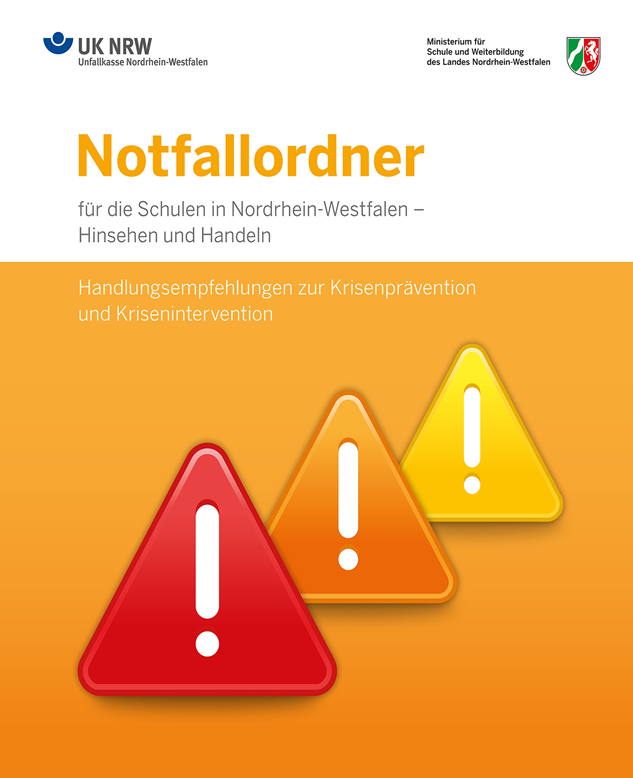 UK NRW
Unfallkasse Nordrhein-Westfalen
Ministerium für
Schule und Weiterbildung
des Landes Nordrhein-Westfalen
Notfallordner
für die Schulen in Nordrhein-Westfalen –
Hinsehen und Handeln
Handlungsempfehlungen zur Krisenprävention
und Krisenintervention
!
!
!